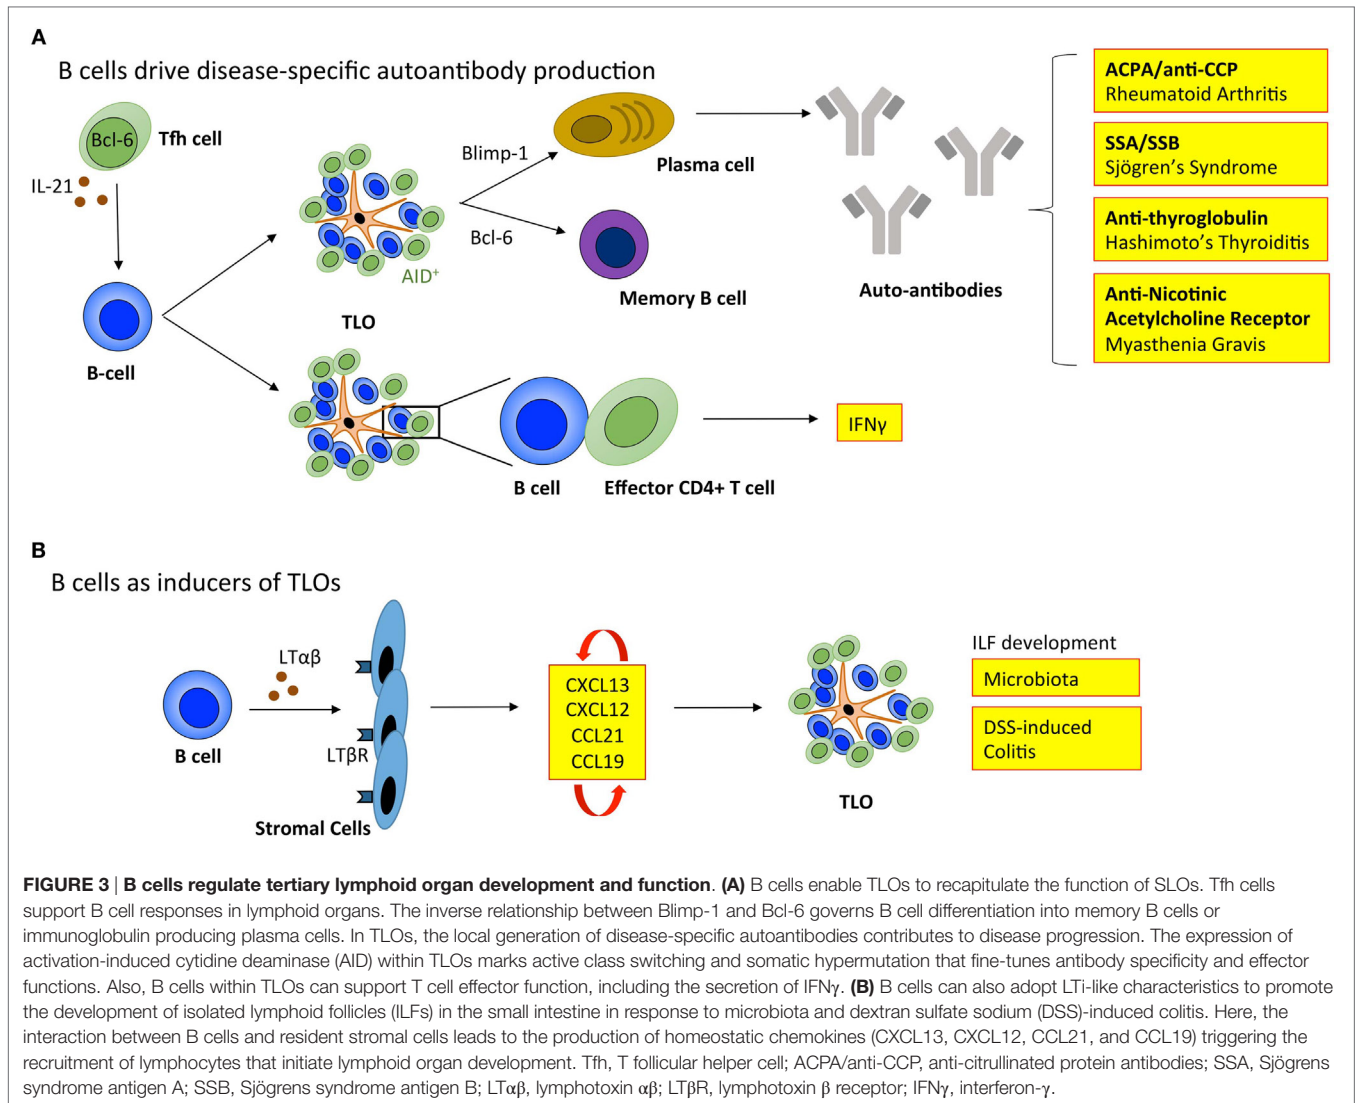 A
B cells drive disease-specific autoantibody production
Bcl-6
Tfh cell
IL-21
B-cell
AID+
TLO
Blimp-1
Bcl-6
Plasma cell
Memory B cell
Auto-antibodies
ACPA/anti-CCP
Rheumatoid Arthritis
SSA/SSB
Sjögren's Syndrome
Anti-thyroglobulin
Hashimoto's Thyroiditis
Anti-Nicotinic
Acetylcholine Receptor
Myasthenia Gravis
B cell
Effector CD4+ T cell
IFNγ
B
B cells as inducers of TLOs
B cell
LTαβ
LTβR
Stromal Cells
CXCL13
CXCL12
CCL21
CCL19
TLO
ILF development
Microbiota
DSS-induced
Colitis
FIGURE 3 | B cells regulate tertiary lymphoid organ development and function. (A) B cells enable TLOs to recapitulate the function of SLOs. Tfh cells
support B cell responses in lymphoid organs. The inverse relationship between Blimp-1 and Bcl-6 governs B cell differentiation into memory B cells or
immunoglobulin producing plasma cells. In TLOs, the local generation of disease-specific autoantibodies contributes to disease progression. The expression of
activation-induced cytidine deaminase (AID) within TLOs marks active class switching and somatic hypermutation that fine-tunes antibody specificity and effector
functions. Also, B cells within TLOs can support T cell effector function, including the secretion of IFNγ. (B) B cells can also adopt LTi-like characteristics to promote
the development of isolated lymphoid follicles (ILFs) in the small intestine in response to microbiota and dextran sulfate sodium (DSS)-induced colitis. Here, the
interaction between B cells and resident stromal cells leads to the production of homeostatic chemokines (CXCL13, CXCL12, CCL21, and CCL19) triggering the
recruitment of lymphocytes that initiate lymphoid organ development. Tfh, T follicular helper cell; ACPA/anti-CCP, anti-citrullinated protein antibodies; SSA, Sjögrens
syndrome antigen A; SSB, Sjögrens syndrome antigen B; LTαβ, lymphotoxin αβ; LTβR, lymphotoxin β receptor; IFNγ, interferon-γ.